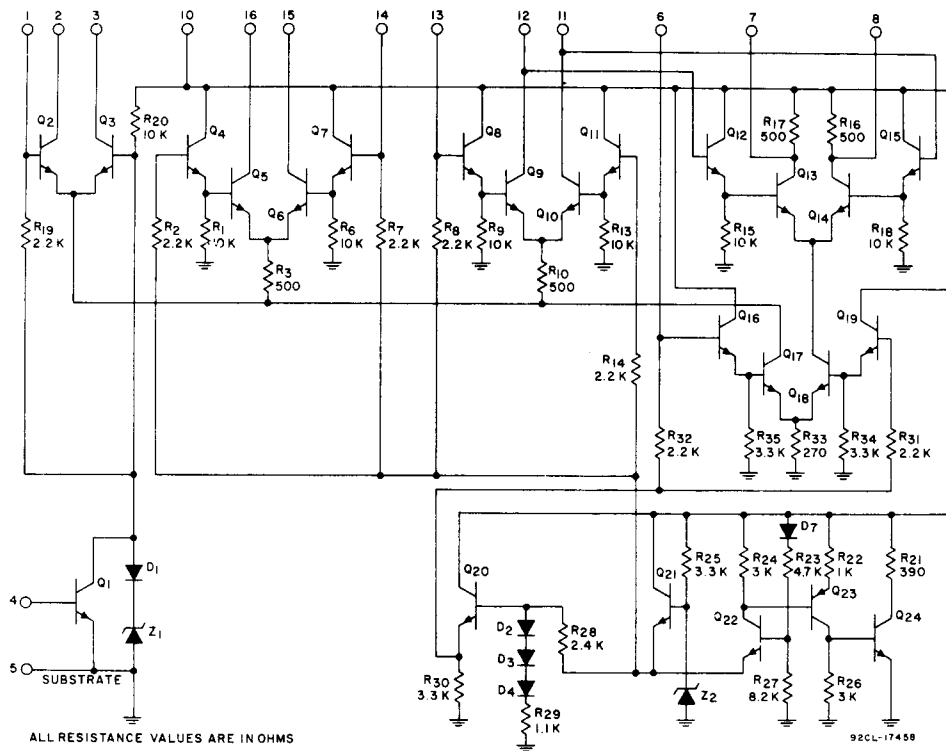 1 2 3 10 16 15 14 13 12 11 6 7 8
Q2 Q3 R20 10 K Q4 Q5 Q6 Q7 Q8 Q9 Q10 Q11 Q12 R17 500 R16 500 Q15
Q13 Q14
R19 2.2 K R2 2.2 K R1 10 K R6 10 K R7 2.2 K R8 2.2 K R9 10 K R13 10 K R15 10 K R18 10 K
R3 500 R10 500
Q16 Q19
R14 2.2 K Q17 Q18
R32 2.2 K R35 3.3 K R33 270 R34 3.3 K R31 2.2 K
D7
Q1 D1 Q20 Q21 R25 3.3 K R24 3 K R23 4.7 K R22 1 K R21 390
4 D2 R28 2.4 K Q22 Q23 Q24
Z1 D3
5 SUBSTRATE R30 3.3 K D4 R29 1.1 K Z2 R27 8.2 K R26 3 K
ALL RESISTANCE VALUES ARE IN OHMS
92CL-17458